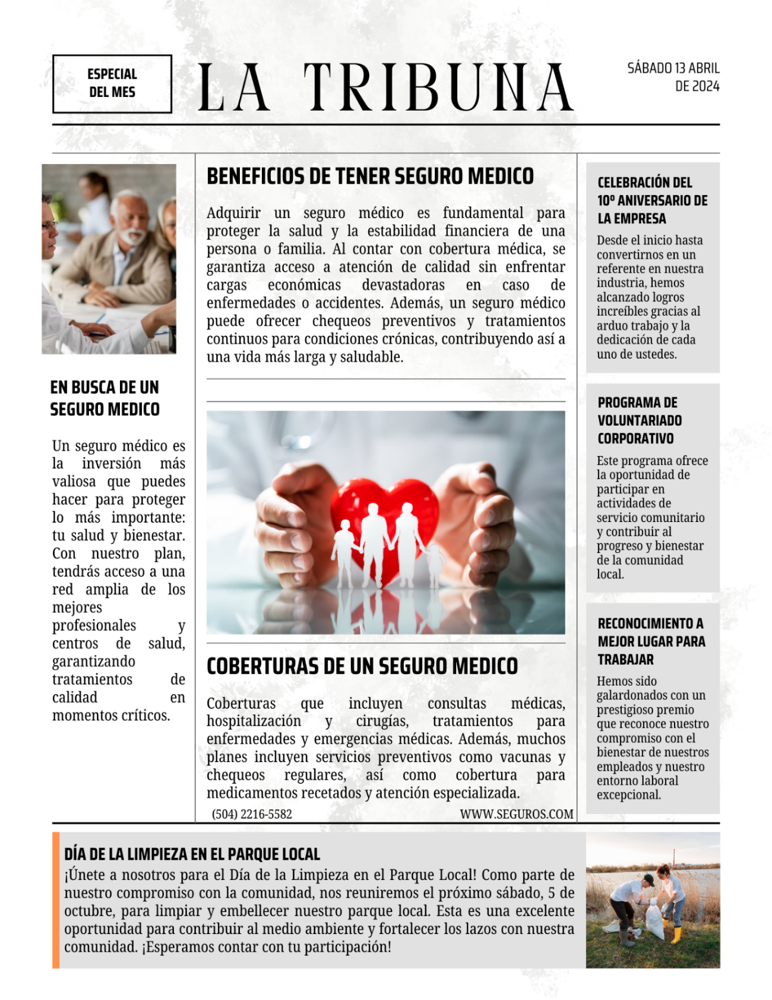 ESPECIAL
DEL MES
LA TRIBUNA
SÁBADO 13 ABRIL
DE 2024
EN BUSCA DE UN
SEGURO MEDICO
Un seguro médico es
la inversión más
valiosa que puedes
hacer para proteger
lo más importante:
tu salud y bienestar.
Con nuestro plan,
tendrás acceso a una
red amplia de los
mejores
profesionales y
centros de salud,
garantizando
tratamientos de
calidad en
momentos críticos.
BENEFICIOS DE TENER SEGURO MEDICO
Adquirir un seguro médico es fundamental para
proteger la salud y la estabilidad financiera de una
persona o familia. Al contar con cobertura médica, se
garantiza acceso a atención de calidad sin enfrentar
cargas económicas devastadoras en caso de
enfermedades o accidentes. Además, un seguro médico
puede ofrecer chequeos preventivos y tratamientos
continuos para condiciones crónicas, contribuyendo así a
una vida más larga y saludable.
COBERTURAS DE UN SEGURO MEDICO
Coberturas que incluyen consultas médicas,
hospitalización y cirugías, tratamientos para
enfermedades y emergencias médicas. Además, muchos
planes incluyen servicios preventivos como vacunas y
chequeos regulares, así como cobertura para
medicamentos recetados y atención especializada.
(504) 2216-5582
WWW.SEGUROS.COM
CELEBRACIÓN DEL
10º ANIVERSARIO DE
LA EMPRESA
Desde el inicio hasta
convertirnos en un
referente en nuestra
industria, hemos
alcanzado logros
increíbles gracias al
arduo trabajo y la
dedicación de cada
uno de ustedes.
PROGRAMA DE
VOLUNTARIADO
CORPORATIVO
Este programa ofrece
la oportunidad de
participar en
actividades de
servicio comunitario
y contribuir al
progreso y bienestar
de la comunidad
local.
RECONOCIMIENTO A
MEJOR LUGAR PARA
TRABAJAR
Hemos sido
galardonados con un
prestigioso premio
que reconoce nuestro
compromiso con el
bienestar de nuestros
empleados y nuestro
entorno laboral
excepcional.
DÍA DE LA LIMPIEZA EN EL PARQUE LOCAL
¡Únete a nosotros para el Día de la Limpieza en el Parque Local! Como parte de
nuestro compromiso con la comunidad, nos reuniremos el próximo sábado, 5 de
octubre, para limpiar y embellecer nuestro parque local. Esta es una excelente
oportunidad para contribuir al medio ambiente y fortalecer los lazos con nuestra
comunidad. ¡Esperamos contar con tu participación!